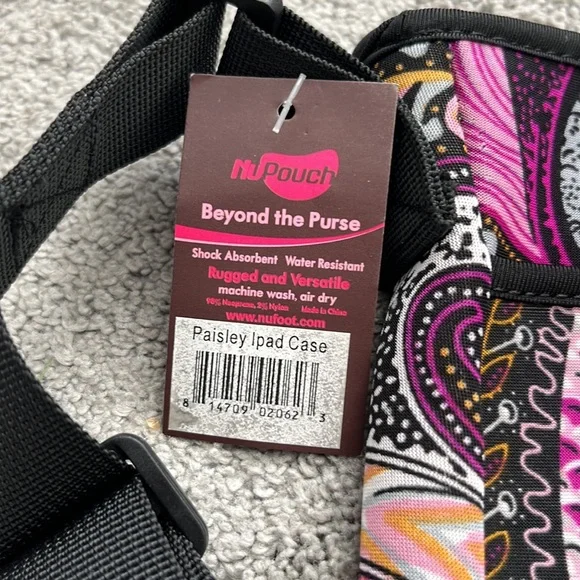 NuPouch
Beyond the Purse
Shock Absorbent Water Resistant
Rugged and Versatile
machine wash, air dry
98% Neoprene, 2% Nylon Made in China
www.nufoot.com
Paisley Ipad Case
8 14709 02062 3